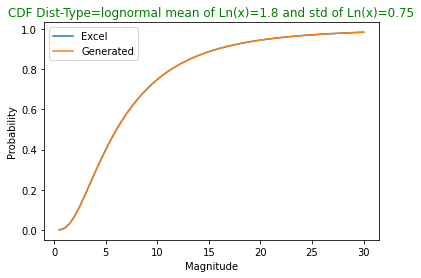 CDF Dist-Type=lognormal mean of Ln(x)=1.8 and std of Ln(x)=0.75
Excel
Generated
1.0
0.8
0.6
0.4
0.2
0.0
Probability
0
5
10
15
20
25
30
Magnitude